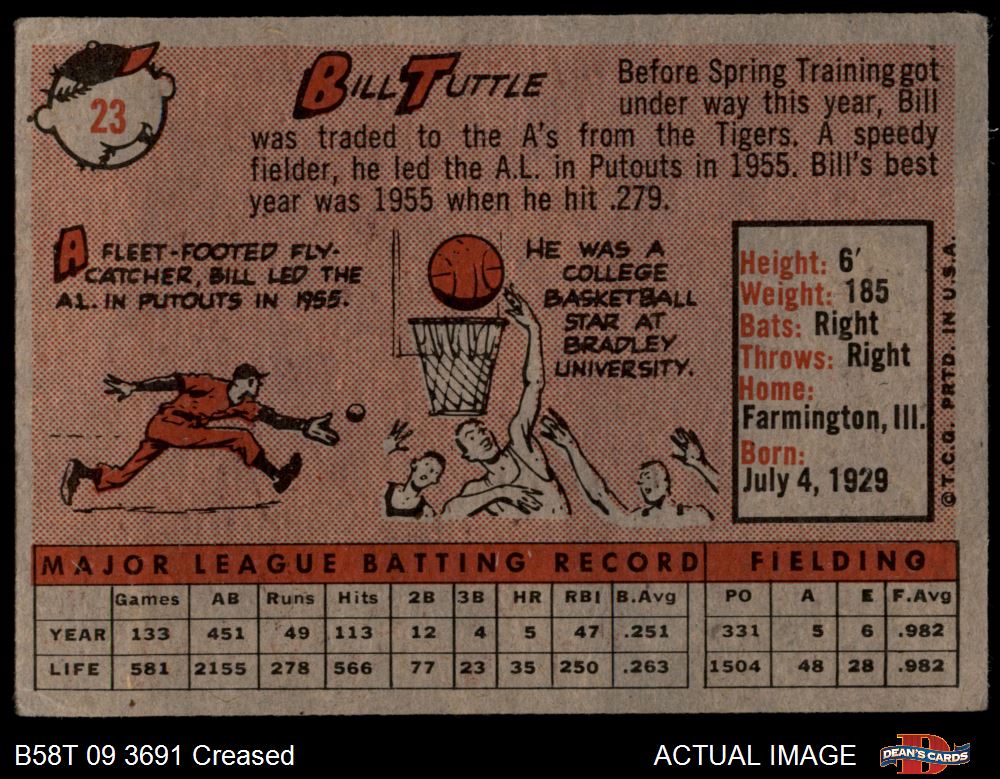 23
BILL TUTTLE
Before Spring Training got
under way this year, Bill
was traded to the A's from the Tigers. A speedy
fielder, he led the A.L. in Putouts in 1955. Bill's best
year was 1955 when he hit .279.
A FLEET-FOOTED FLY-
CATCHER, BILL LED THE
A.L. IN PUTOUTS IN 1955.
HE WAS A
COLLEGE
BASKETBALL
STAR AT
BRADLEY
UNIVERSITY.
Height: 6'
Weight: 185
Bats: Right
Throws: Right
Home:
Farmington, Ill.
Born:
July 4, 1929
©T.C.G. PRTD. IN U.S.A.
MAJOR LEAGUE BATTING RECORD FIELDING
Games AB Runs Hits 2B 3B HR RBI B.Avg PO A E F.Avg
YEAR 133 451 49 113 12 4 5 47 .251 331 5 6 .982
LIFE 581 2155 278 566 77 23 35 250 .263 1504 48 28 .982
B58T 09 3691 Creased
ACTUAL IMAGE
DEAN'S CARDS